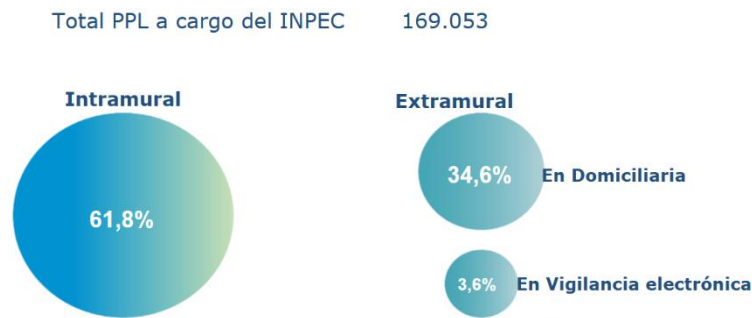 Total PPL a cargo del INPEC 169.053
Intramural
61,8%
Extramural
34,6% En Domiciliaria
3,6% En Vigilancia electrónica